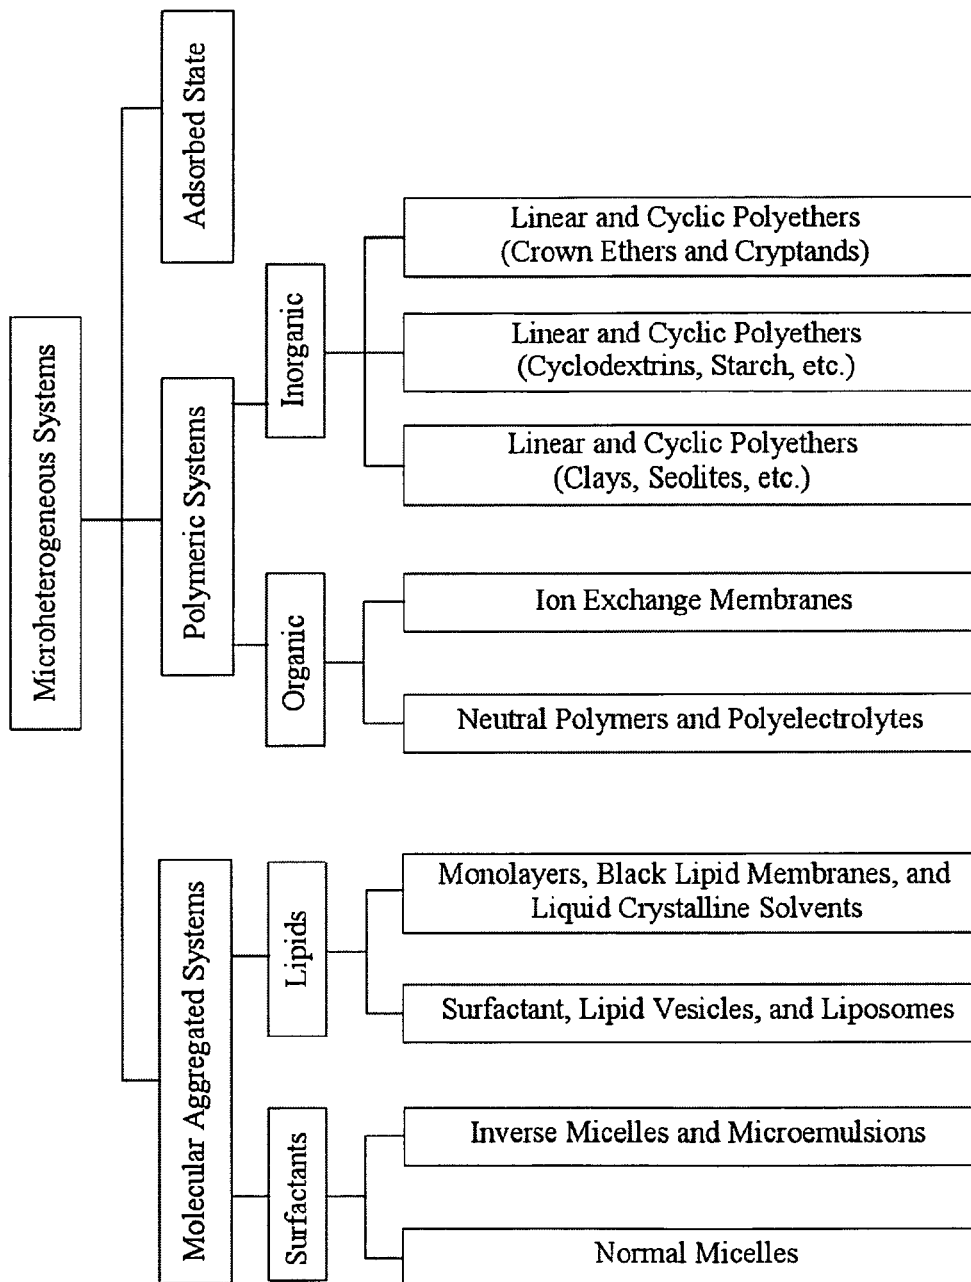 Microheterogeneous Systems
Adsorbed State
Polymeric Systems
Molecular Aggregated Systems
Inorganic
Organic
Lipids
Surfactants
Linear and Cyclic Polyethers
(Crown Ethers and Cryptands)
Linear and Cyclic Polyethers
(Cyclodextrins, Starch, etc.)
Linear and Cyclic Polyethers
(Clays, Seolites, etc.)
Ion Exchange Membranes
Neutral Polymers and Polyelectrolytes
Monolayers, Black Lipid Membranes, and
Liquid Crystalline Solvents
Surfactant, Lipid Vesicles, and Liposomes
Inverse Micelles and Microemulsions
Normal Micelles